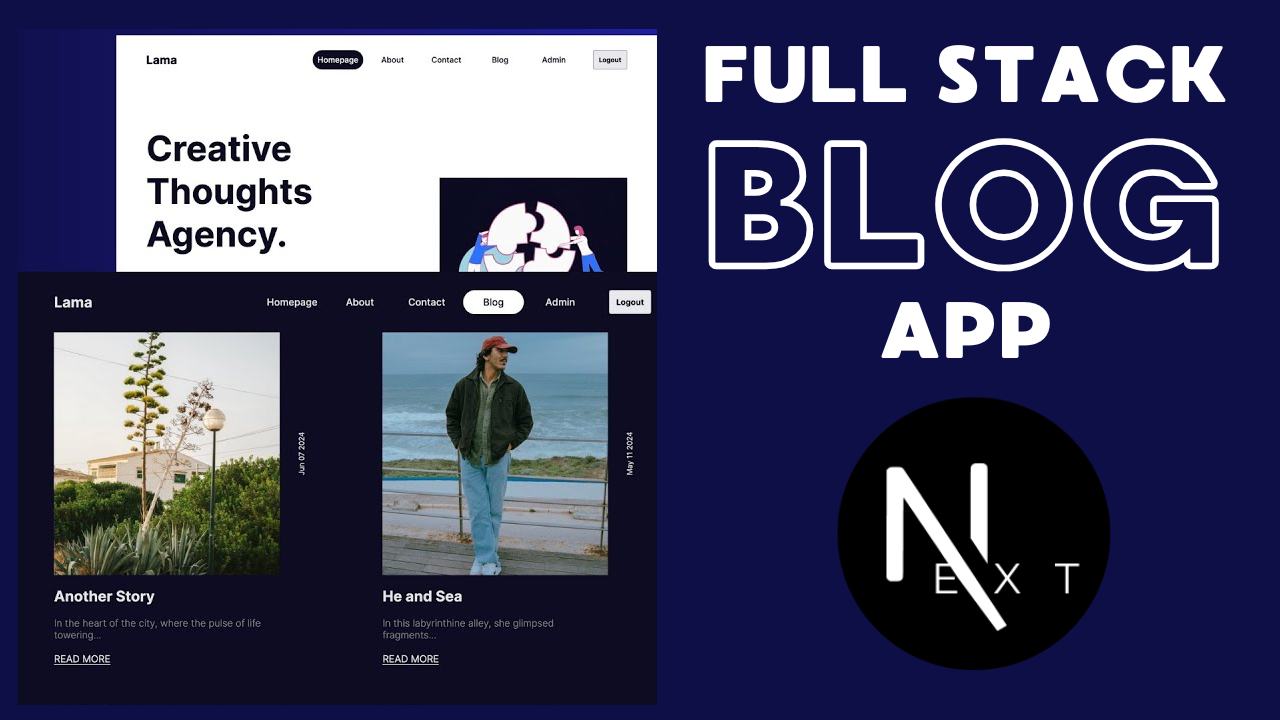 Lama Homepage About Contact Blog Admin Logout
Creative
Thoughts
Agency.
Lama Homepage About Contact Blog Admin Logout
Jun 07 2024
May 11 2024
Another Story
In the heart of the city, where the pulse of life
towering...
READ MORE
He and Sea
In this labyrinthine alley, she glimpsed
fragments...
READ MORE
FULL STACK
BLOG
APP
NEXT